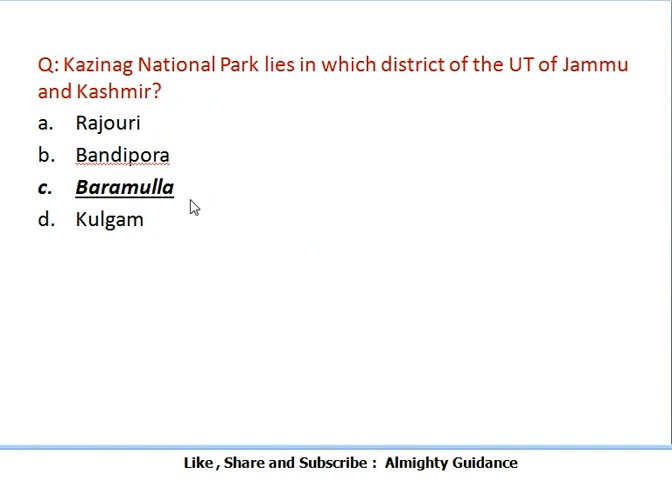 Q: Kazinag National Park lies in which district of the UT of Jammu
and Kashmir?
a. Rajouri
b. Bandipora
c. Baramulla
d. Kulgam
Like , Share and Subscribe : Almighty Guidance